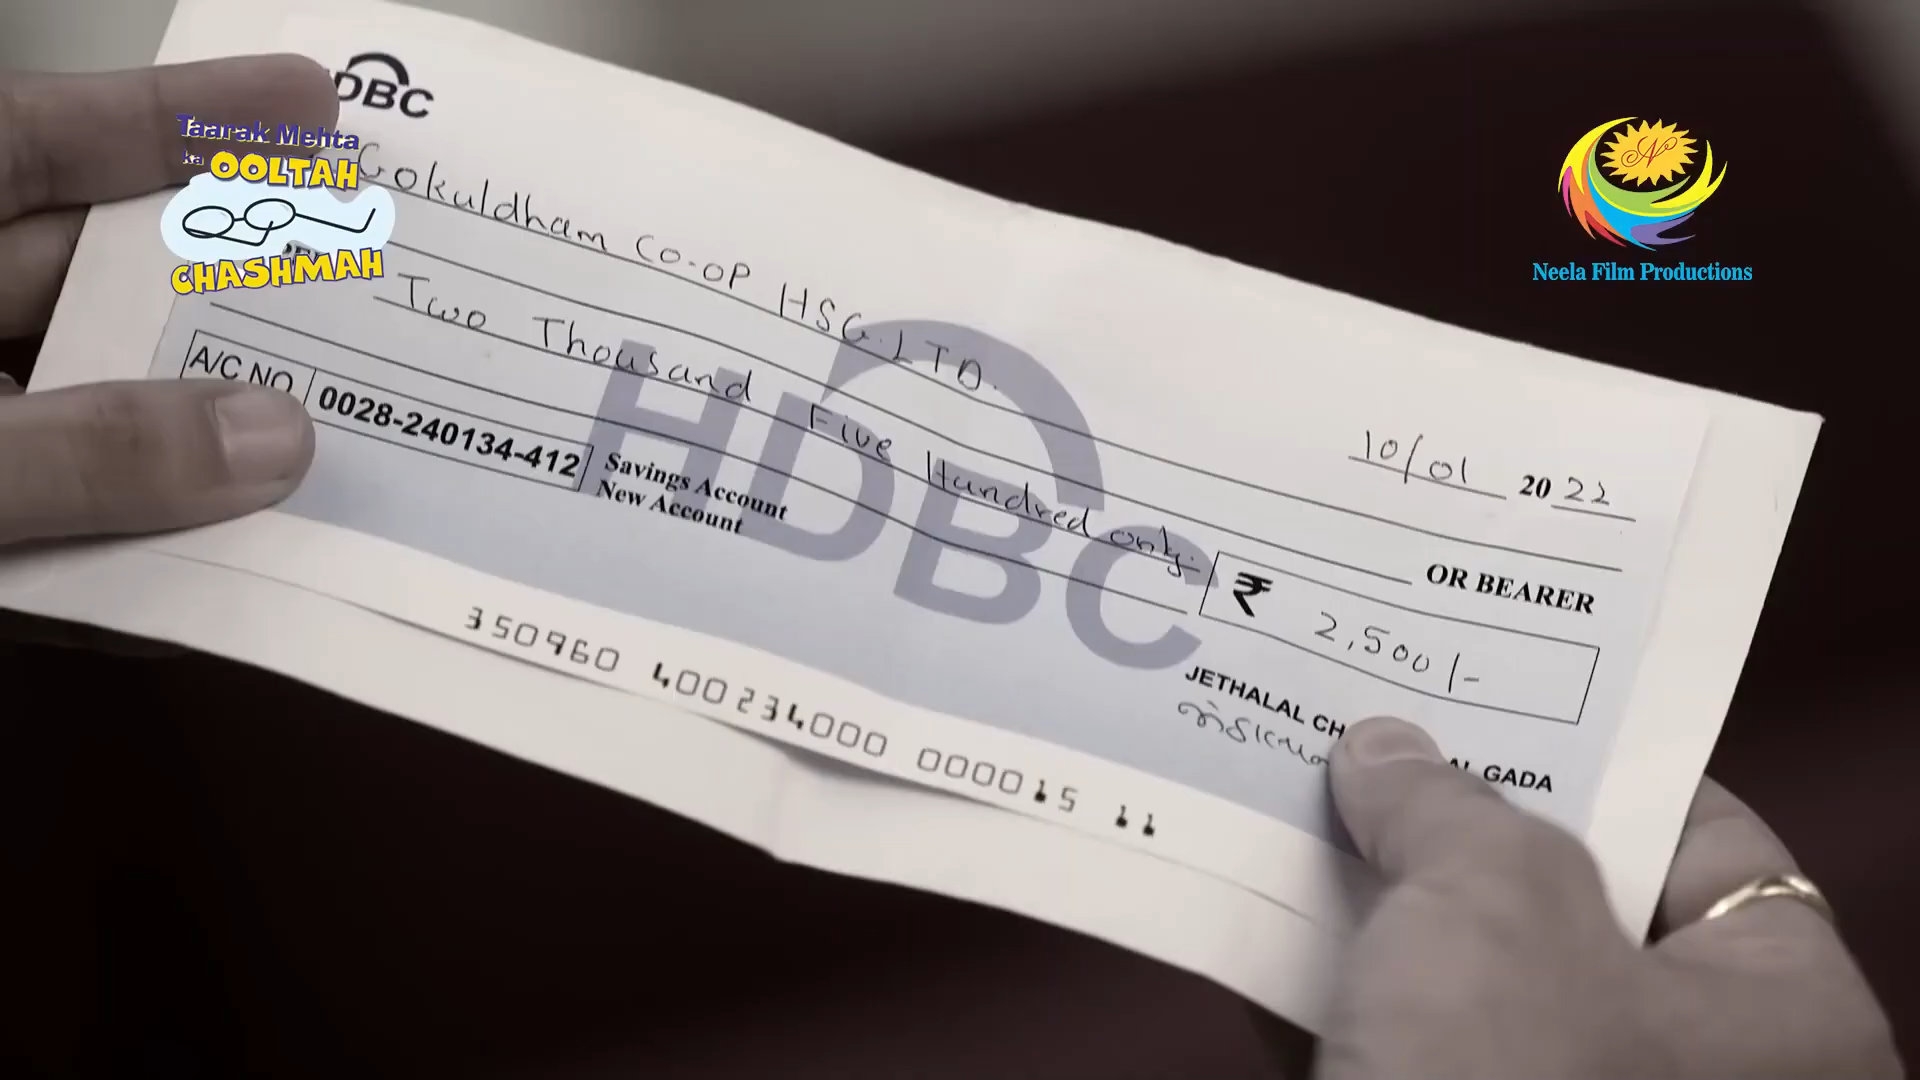 DBC
Taarak Mehta
ka OOLTAH
CHASHMAH
Neela Film Productions
Gokuldham CO-OP HSG. LTD.
Two Thousand Five Hundred only.
10/01 2022
OR BEARER
A/C NO
0028-240134-412
Savings Account
New Account
HDBC
₹ 2,500/-
JETHALAL CH AL GADA
350960 400234000 000015 11